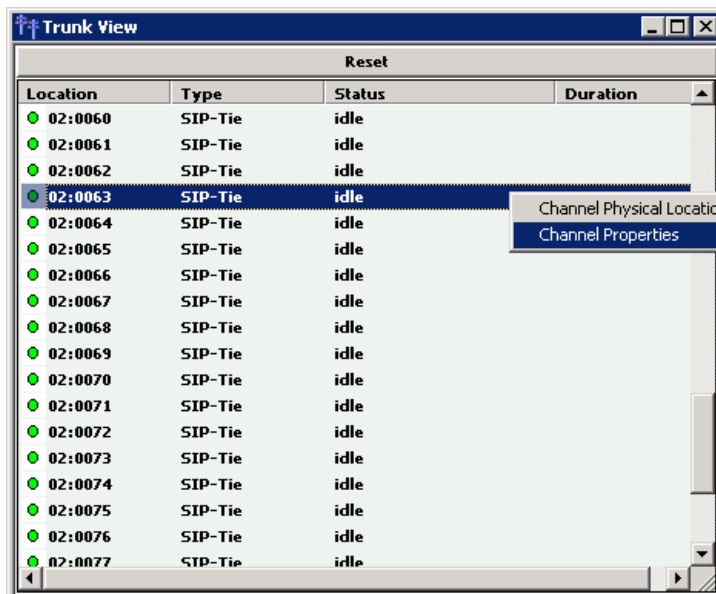 Trunk View
Reset
Location Type Status Duration
02:0060 SIP-Tie idle
02:0061 SIP-Tie idle
02:0062 SIP-Tie idle
02:0063 SIP-Tie idle
Channel Physical Locatio
02:0064 SIP-Tie idle
Channel Properties
02:0065 SIP-Tie idle
02:0066 SIP-Tie idle
02:0067 SIP-Tie idle
02:0068 SIP-Tie idle
02:0069 SIP-Tie idle
02:0070 SIP-Tie idle
02:0071 SIP-Tie idle
02:0072 SIP-Tie idle
02:0073 SIP-Tie idle
02:0074 SIP-Tie idle
02:0075 SIP-Tie idle
02:0076 SIP-Tie idle
02:0077 SIP-Tie idle